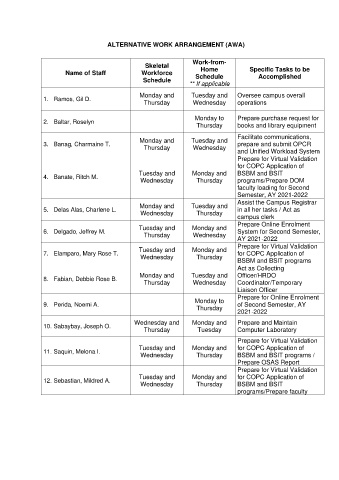 ALTERNATIVE WORK ARRANGEMENT (AWA)
Name of Staff
Skeletal
Workforce
Schedule
Work-from-
Home
Schedule
** If applicable
Specific Tasks to be
Accomplished
1. Ramos, Gil D.
Monday and
Thursday
Tuesday and
Wednesday
Oversee campus overall
operations
2. Baltar, Roselyn
Monday to
Thursday
Prepare purchase request for
books and library equipment
3. Banag, Charmaine T.
Monday and
Thursday
Tuesday and
Wednesday
Facilitate communications,
prepare and submit OPCR
and Unified Workload System
4. Banate, Ritch M.
Tuesday and
Wednesday
Monday and
Thursday
Prepare for Virtual Validation
for COPC Application of
BSBM and BSIT
programs/Prepare DOM
faculty loading for Second
Semester, AY 2021-2022
5. Delas Alas, Charlene L.
Monday and
Wednesday
Tuesday and
Thursday
Assist the Campus Registrar
in all her tasks / Act as
campus clerk
6. Delgado, Jeffrey M.
Tuesday and
Thursday
Monday and
Wednesday
Prepare Online Enrolment
System for Second Semester,
AY 2021-2022
7. Elamparo, Mary Rose T.
Tuesday and
Wednesday
Monday and
Thursday
Prepare for Virtual Validation
for COPC Application of
BSBM and BSIT programs
8. Fabian, Debbie Rose B.
Monday and
Thursday
Tuesday and
Wednesday
Act as Collecting
Officer/HRDO
Coordinator/Temporary
Liaison Officer
9. Perida, Noemi A.
Monday to
Thursday
Prepare for Online Enrolment
of Second Semester, AY
2021-2022
10. Sabaybay, Joseph O.
Wednesday and
Thursday
Monday and
Tuesday
Prepare and Maintain
Computer Laboratory
11. Saquin, Melona I.
Tuesday and
Wednesday
Monday and
Thursday
Prepare for Virtual Validation
for COPC Application of
BSBM and BSIT programs /
Prepare OSAS Report
12. Sebastian, Mildred A.
Tuesday and
Wednesday
Monday and
Thursday
Prepare for Virtual Validation
for COPC Application of
BSBM and BSIT
programs/Prepare faculty